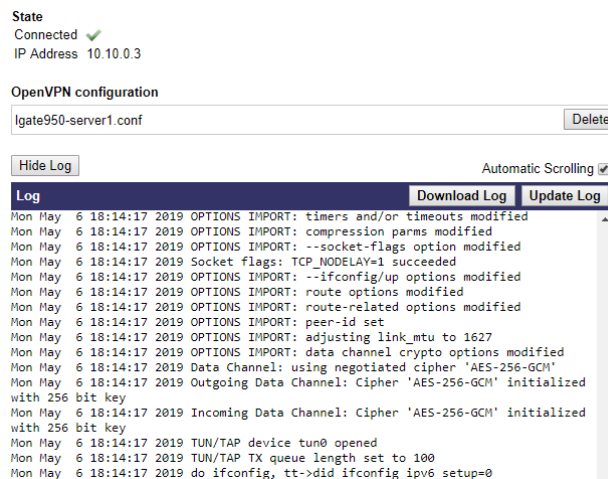 State
Connected
IP Address 10.10.0.3
OpenVPN configuration
lgate950-server1.conf Delete
Hide Log Automatic Scrolling
Log Download Log Update Log
Mon May  6 18:14:17 2019 OPTIONS IMPORT: timers and/or timeouts modified
Mon May  6 18:14:17 2019 OPTIONS IMPORT: compression parms modified
Mon May  6 18:14:17 2019 OPTIONS IMPORT: --socket-flags option modified
Mon May  6 18:14:17 2019 Socket flags: TCP_NODELAY=1 succeeded
Mon May  6 18:14:17 2019 OPTIONS IMPORT: --ifconfig/up options modified
Mon May  6 18:14:17 2019 OPTIONS IMPORT: route options modified
Mon May  6 18:14:17 2019 OPTIONS IMPORT: route-related options modified
Mon May  6 18:14:17 2019 OPTIONS IMPORT: peer-id set
Mon May  6 18:14:17 2019 OPTIONS IMPORT: adjusting link_mtu to 1627
Mon May  6 18:14:17 2019 OPTIONS IMPORT: data channel crypto options modified
Mon May  6 18:14:17 2019 Data Channel: using negotiated cipher 'AES-256-GCM'
Mon May  6 18:14:17 2019 Outgoing Data Channel: Cipher 'AES-256-GCM' initialized
with 256 bit key
Mon May  6 18:14:17 2019 Incoming Data Channel: Cipher 'AES-256-GCM' initialized
with 256 bit key
Mon May  6 18:14:17 2019 TUN/TAP device tun0 opened
Mon May  6 18:14:17 2019 TUN/TAP TX queue length set to 100
Mon May  6 18:14:17 2019 do_ifconfig, tt->did_ifconfig_ipv6_setup=0